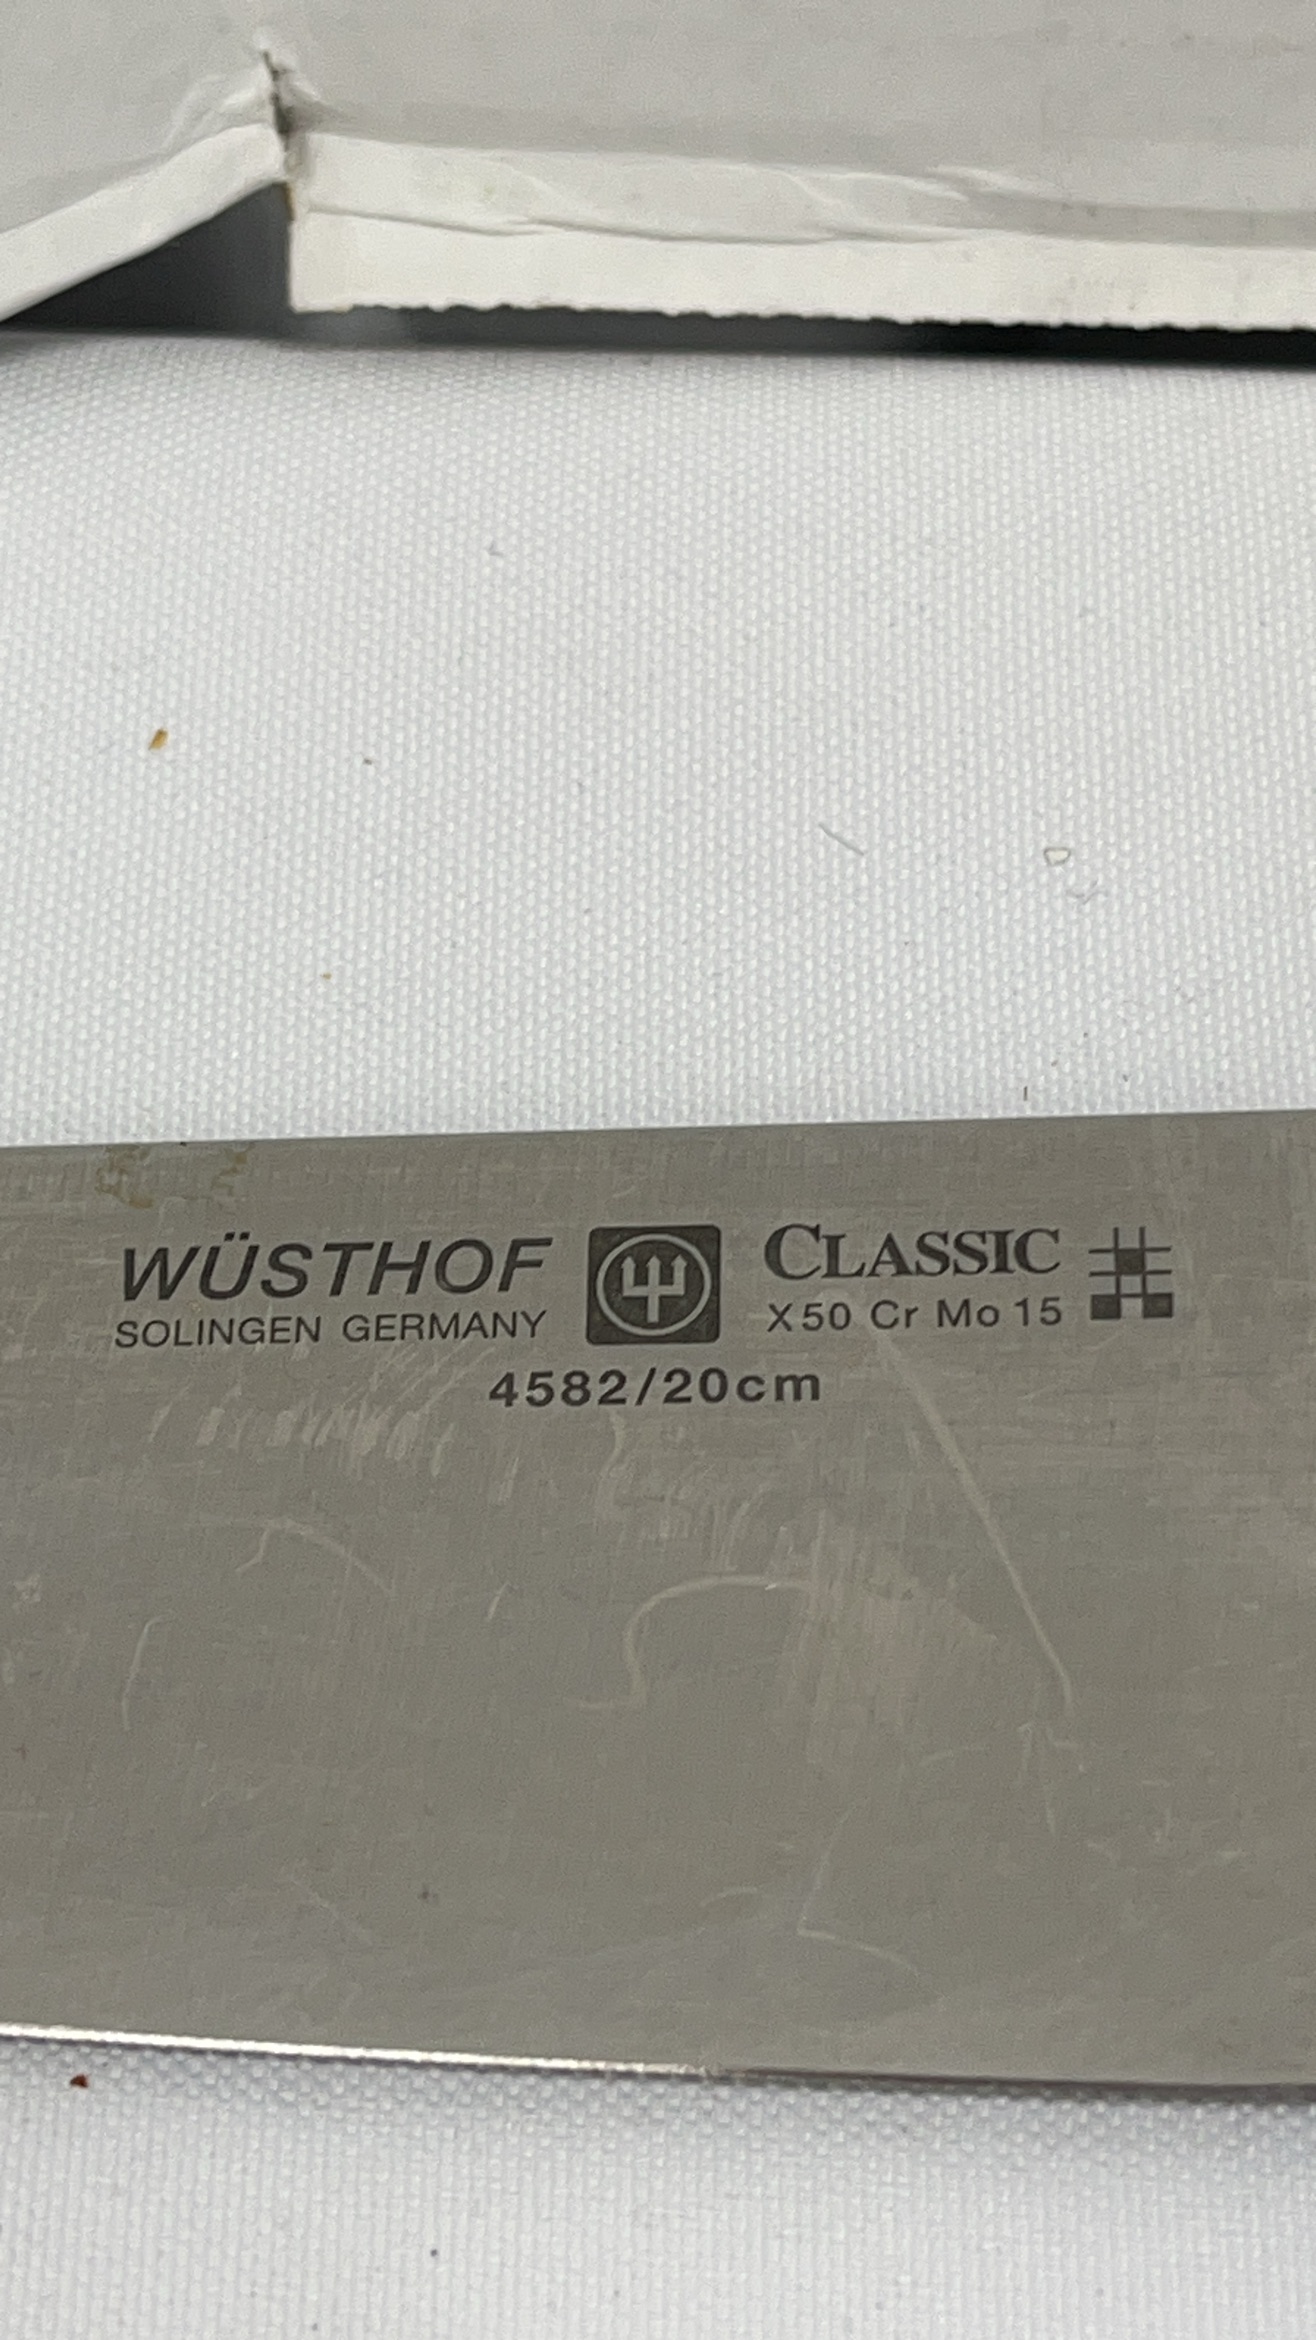 WÜSTHOF
SOLINGEN GERMANY
CLASSIC
X50 Cr Mo 15
4582/20cm